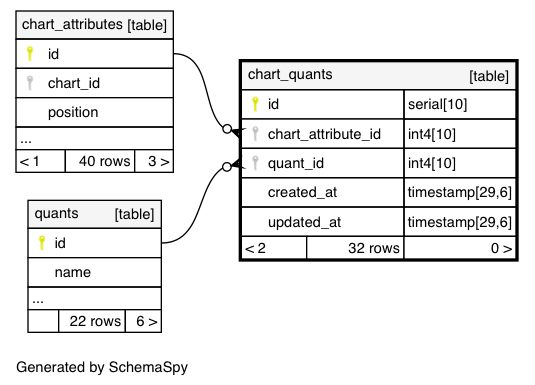 chart_attributes [table]
id
chart_id
position
...
< 1 40 rows 3 >
chart_quants [table]
id serial[10]
chart_attribute_id int4[10]
quant_id int4[10]
created_at timestamp[29,6]
updated_at timestamp[29,6]
< 2 32 rows 0 >
quants [table]
id
name
...
22 rows 6 >
Generated by SchemaSpy